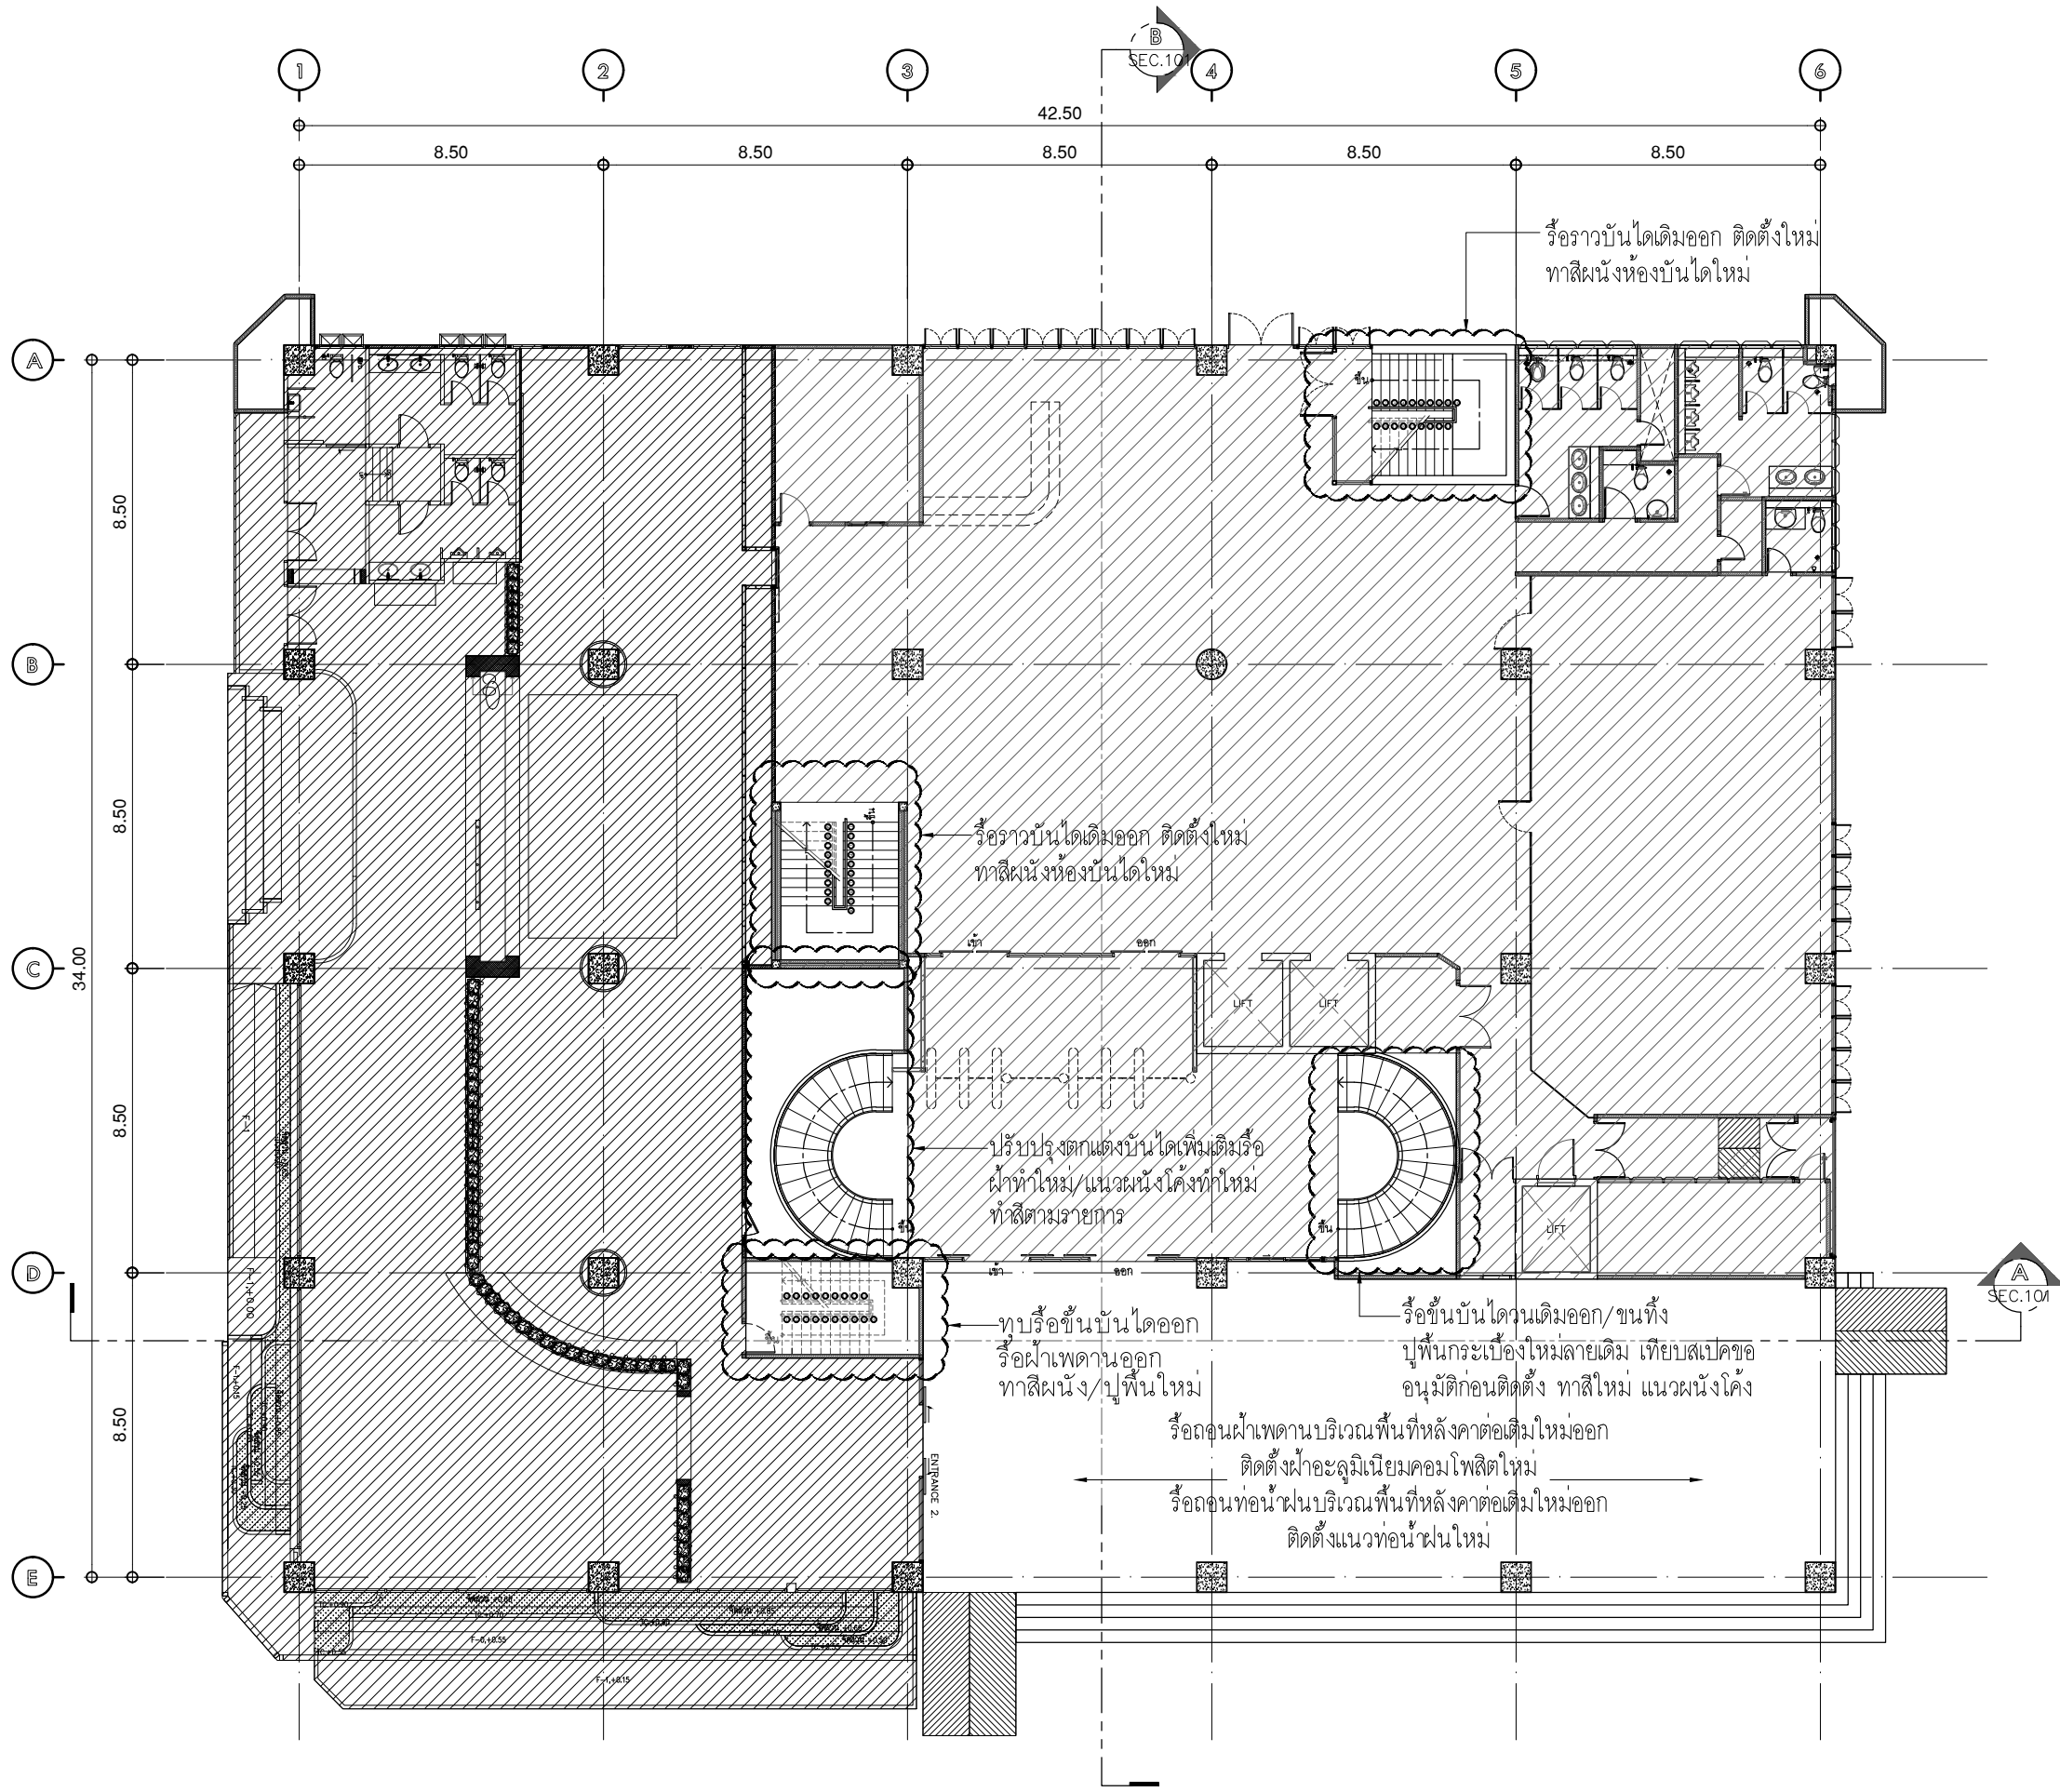 B
SEC.101
1
2
3
4
5
6
42.50
8.50
8.50
8.50
8.50
8.50
รื้อราวบันไดเดิมออก ติดตั้งใหม่
ทาสีผนังห้องบันไดใหม่
A
B
C
D
E
8.50
8.50
8.50
8.50
34.00
ขึ้น
ขึ้น
รื้อราวบันไดเดิมออก ติดตั้งใหม่
ทาสีผนังห้องบันไดใหม่
เข้า
ออก
LIFT
LIFT
F-1
ปรับปรุงตกแต่งบันไดเพิ่มเติมรื้อ
ฝ้าทำใหม่/แนวผนังโค้งทำใหม่
ทำสีตามรายการ
ขึ้น
ขึ้น
LIFT
เข้า
ออก
A
SEC.101
F-1,+0.00
F-1,+0.15
ทุบรื้อขั้นบันไดออก
รื้อฝ้าเพดานออก
ทาสีผนัง/ปูพื้นใหม่
รื้อขั้นบันไดวนเดิมออก/ขนทิ้ง
ปูพื้นกระเบื้องใหม่ลายเดิม เทียบสเปคขอ
อนุมัติก่อนติดตั้ง ทาสีใหม่ แนวผนังโค้ง
รื้อถอนฝ้าเพดานบริเวณพื้นที่หลังคาต่อเติมใหม่ออก
ติดตั้งฝ้าอะลูมิเนียมคอมโพสิตใหม่
รื้อถอนท่อน้ำฝนบริเวณพื้นที่หลังคาต่อเติมใหม่ออก
ติดตั้งแนวท่อน้ำฝนใหม่
ENTRANCE 2.
F-0,+0.55
F-1,+0.15